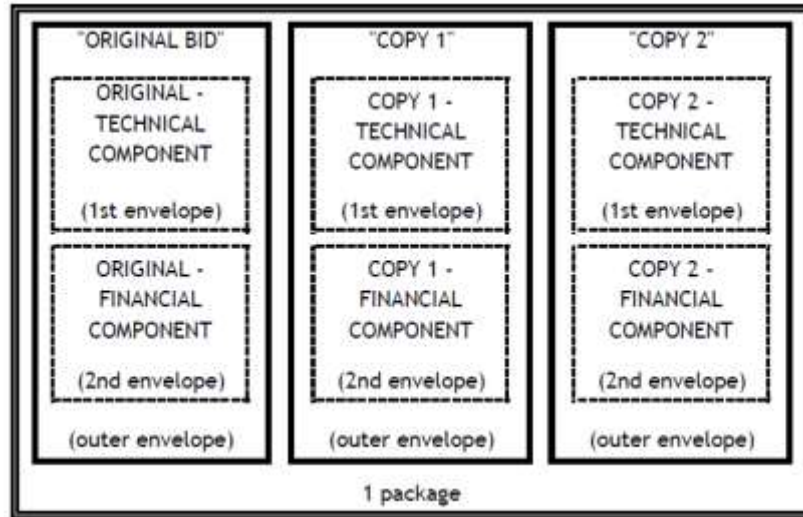 "ORIGINAL BID"
ORIGINAL -
TECHNICAL
COMPONENT
(1st envelope)
ORIGINAL -
FINANCIAL
COMPONENT
(2nd envelope)
(outer envelope)
"COPY 1"
COPY 1 -
TECHNICAL
COMPONENT
(1st envelope)
COPY 1 -
FINANCIAL
COMPONENT
(2nd envelope)
(outer envelope)
"COPY 2"
COPY 2 -
TECHNICAL
COMPONENT
(1st envelope)
COPY 2 -
FINANCIAL
COMPONENT
(2nd envelope)
(outer envelope)
1 package